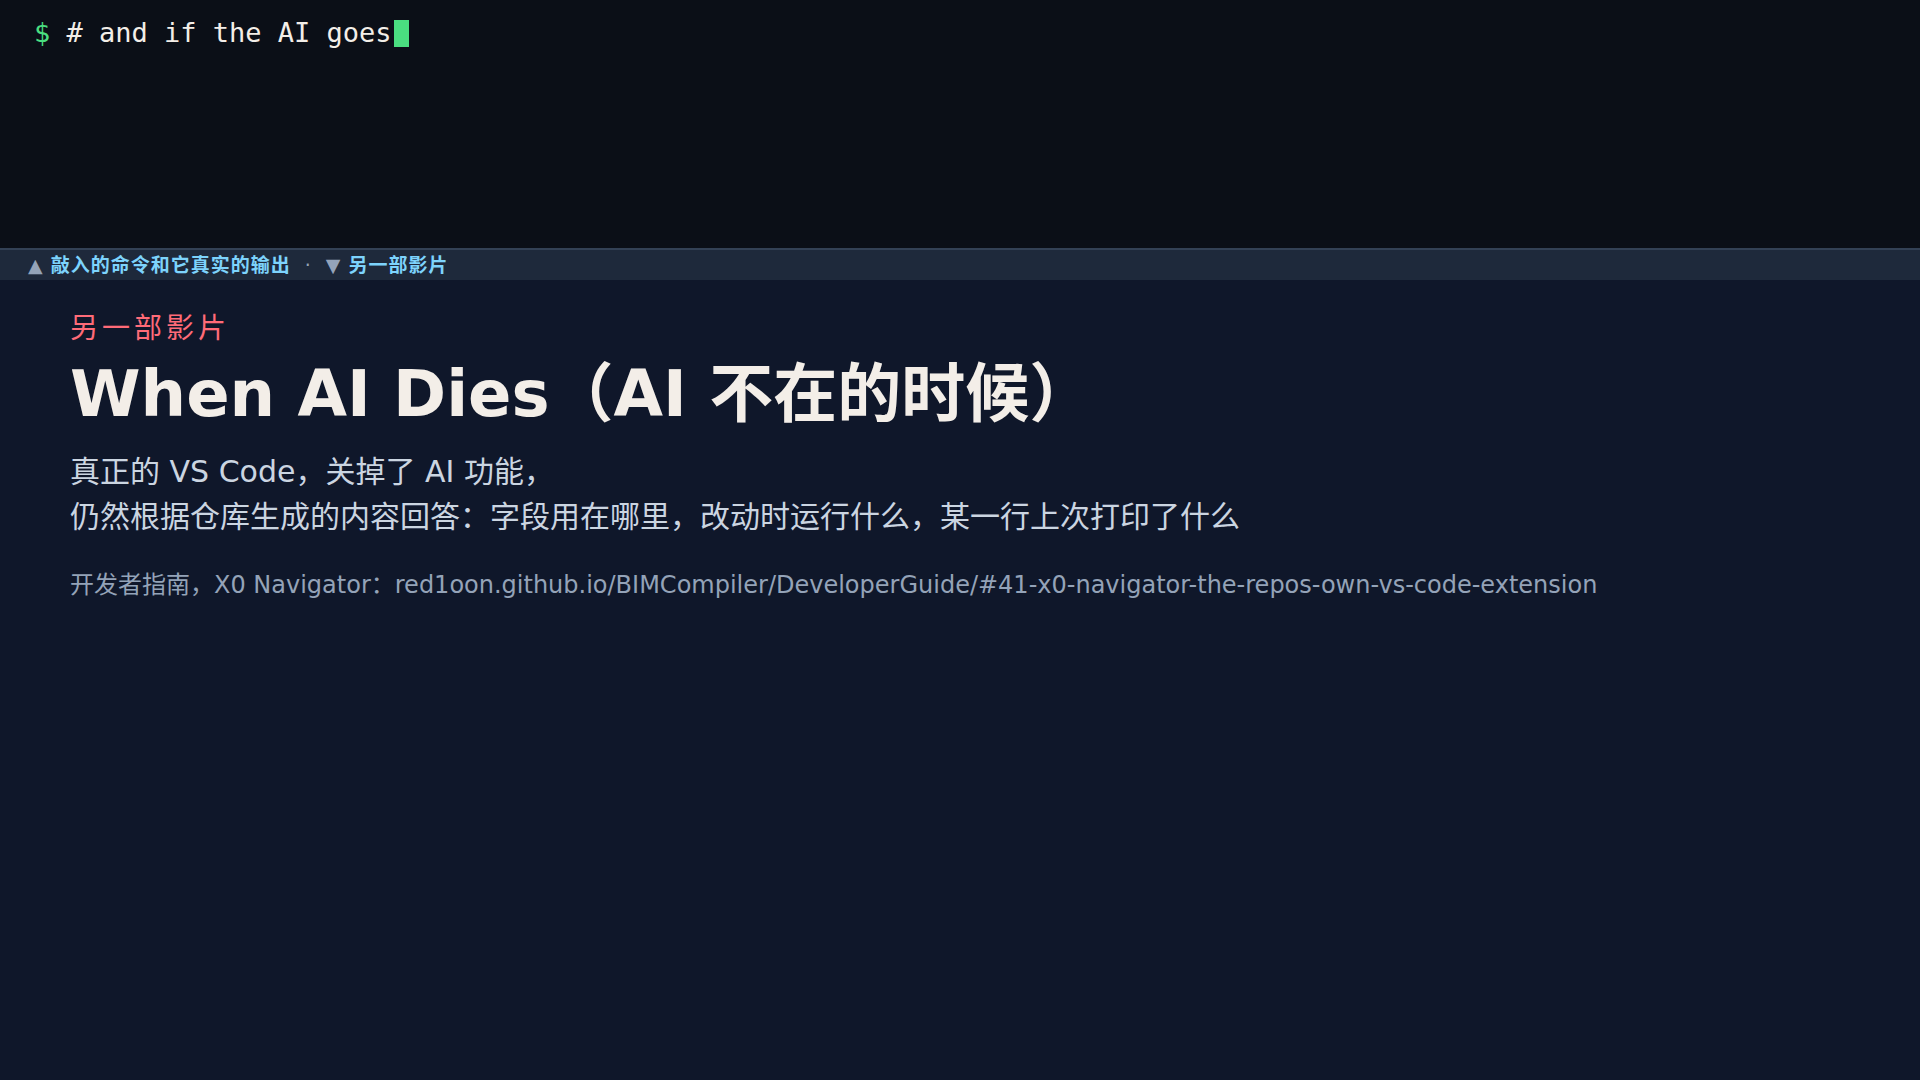 $ # and if the AI goes
▲ 敲入的命令和它真实的输出 · ▼ 另一部影片
另一部影片
When AI Dies（AI 不在的时候）
真正的 VS Code，关掉了 AI 功能，
仍然根据仓库生成的内容回答：字段用在哪里，改动时运行什么，某一行上次打印了什么
开发者指南，X0 Navigator：red1oon.github.io/BIMCompiler/DeveloperGuide/#41-x0-navigator-the-repos-own-vs-code-extension